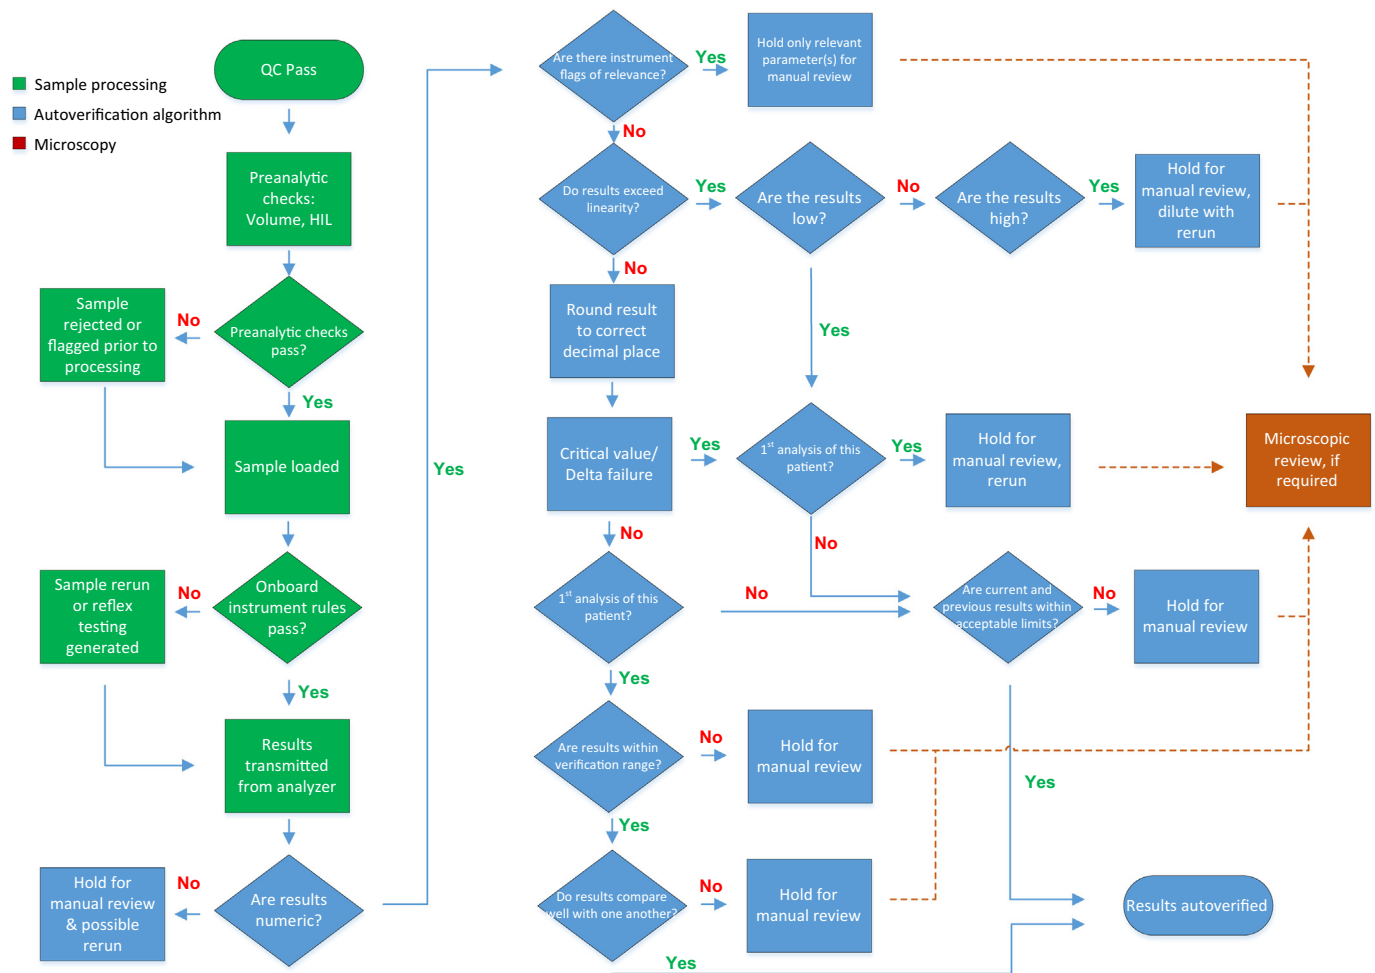 QC Pass
Sample processing
Autoverification algorithm
Microscopy
Preanalytic
checks:
Volume, HIL
Preanalytic checks
pass?
No
Sample
rejected or
flagged prior to
processing
Yes
Sample loaded
Onboard
instrument rules
pass?
No
Sample rerun
or reflex
testing
generated
Yes
Results
transmitted
from analyzer
Are results
numeric?
No
Hold for
manual review
& possible
rerun
Yes
Are there instrument
flags of relevance?
Yes
Hold only relevant
parameter(s) for
manual review
No
Do results exceed
linearity?
Yes
Are the results
low?
No
Are the results
high?
Yes
Hold for
manual review,
dilute with
rerun
No
Round result
to correct
decimal place
Yes
Critical value/
Delta failure
Yes
1st analysis of this
patient?
Yes
Hold for
manual review,
rerun
Microscopic
review, if
required
No
No
1st analysis of this
patient?
No
Are current and
previous results within
acceptable limits?
No
Hold for
manual review
Yes
Are results within
verification range?
No
Hold for
manual review
Yes
Yes
Do results compare
well with one another?
No
Hold for
manual review
Results autoverified
Yes